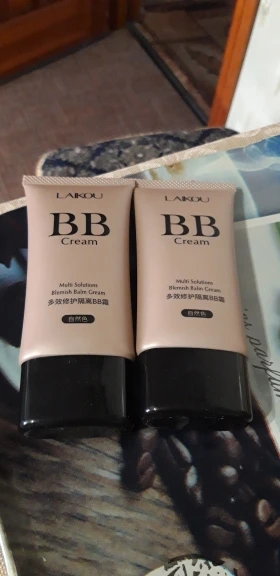 LAIKOU
BB
Cream
Multi Solutions
Blemish Balm Cream
多效修护隔离BB霜
自然色
LAIKOU
BB
Cream
Multi Solutions
Blemish Balm Cream
多效修护隔离BB霜
自然色